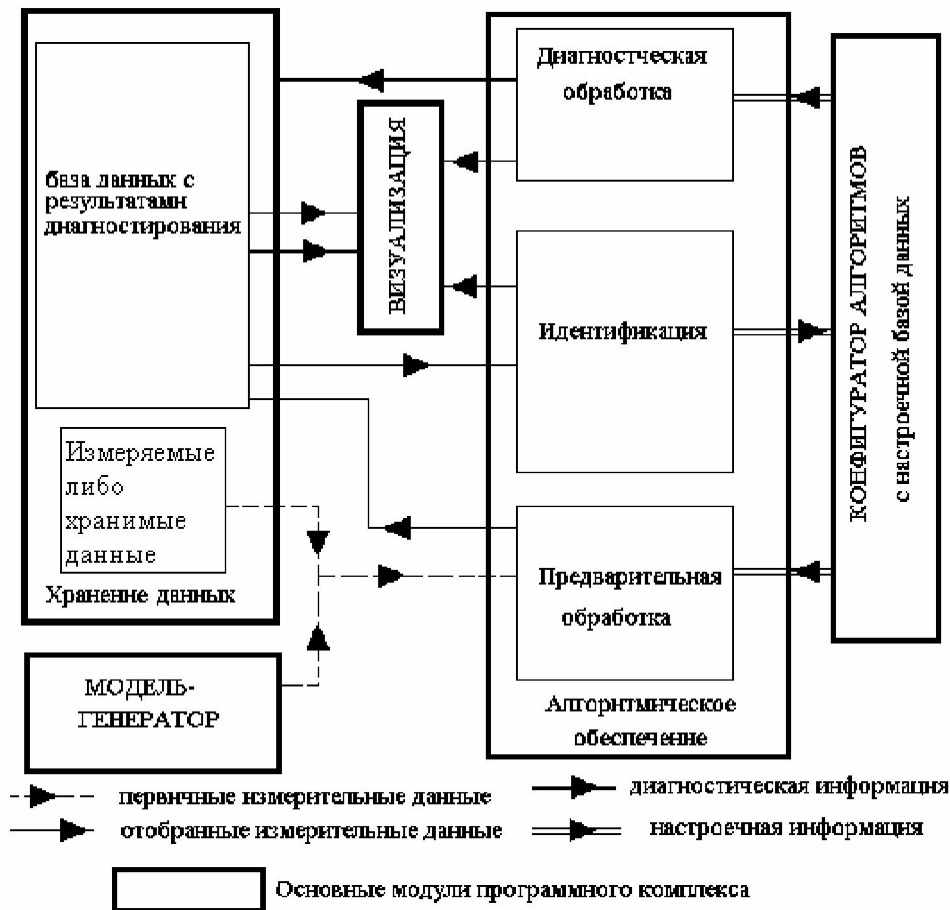 база данных с
результатами
диагностирования
Измеряемые
либо
хранимые
данные
Хранение данных
МОДЕЛЬ-
ГЕНЕРАТОР
ВИЗУАЛИЗАЦИЯ
Диагностческая
обработка
Идентификация
Предварительная
обработка
Алгоритмическое
обеспечение
КОНФИГУРАТОР АЛГОРИТМОВ
с настроечной базой данных
первичные измерительные данные
диагностическая информация
отобранные измерительные данные
настроечная информация
Основные модули программного комплекса